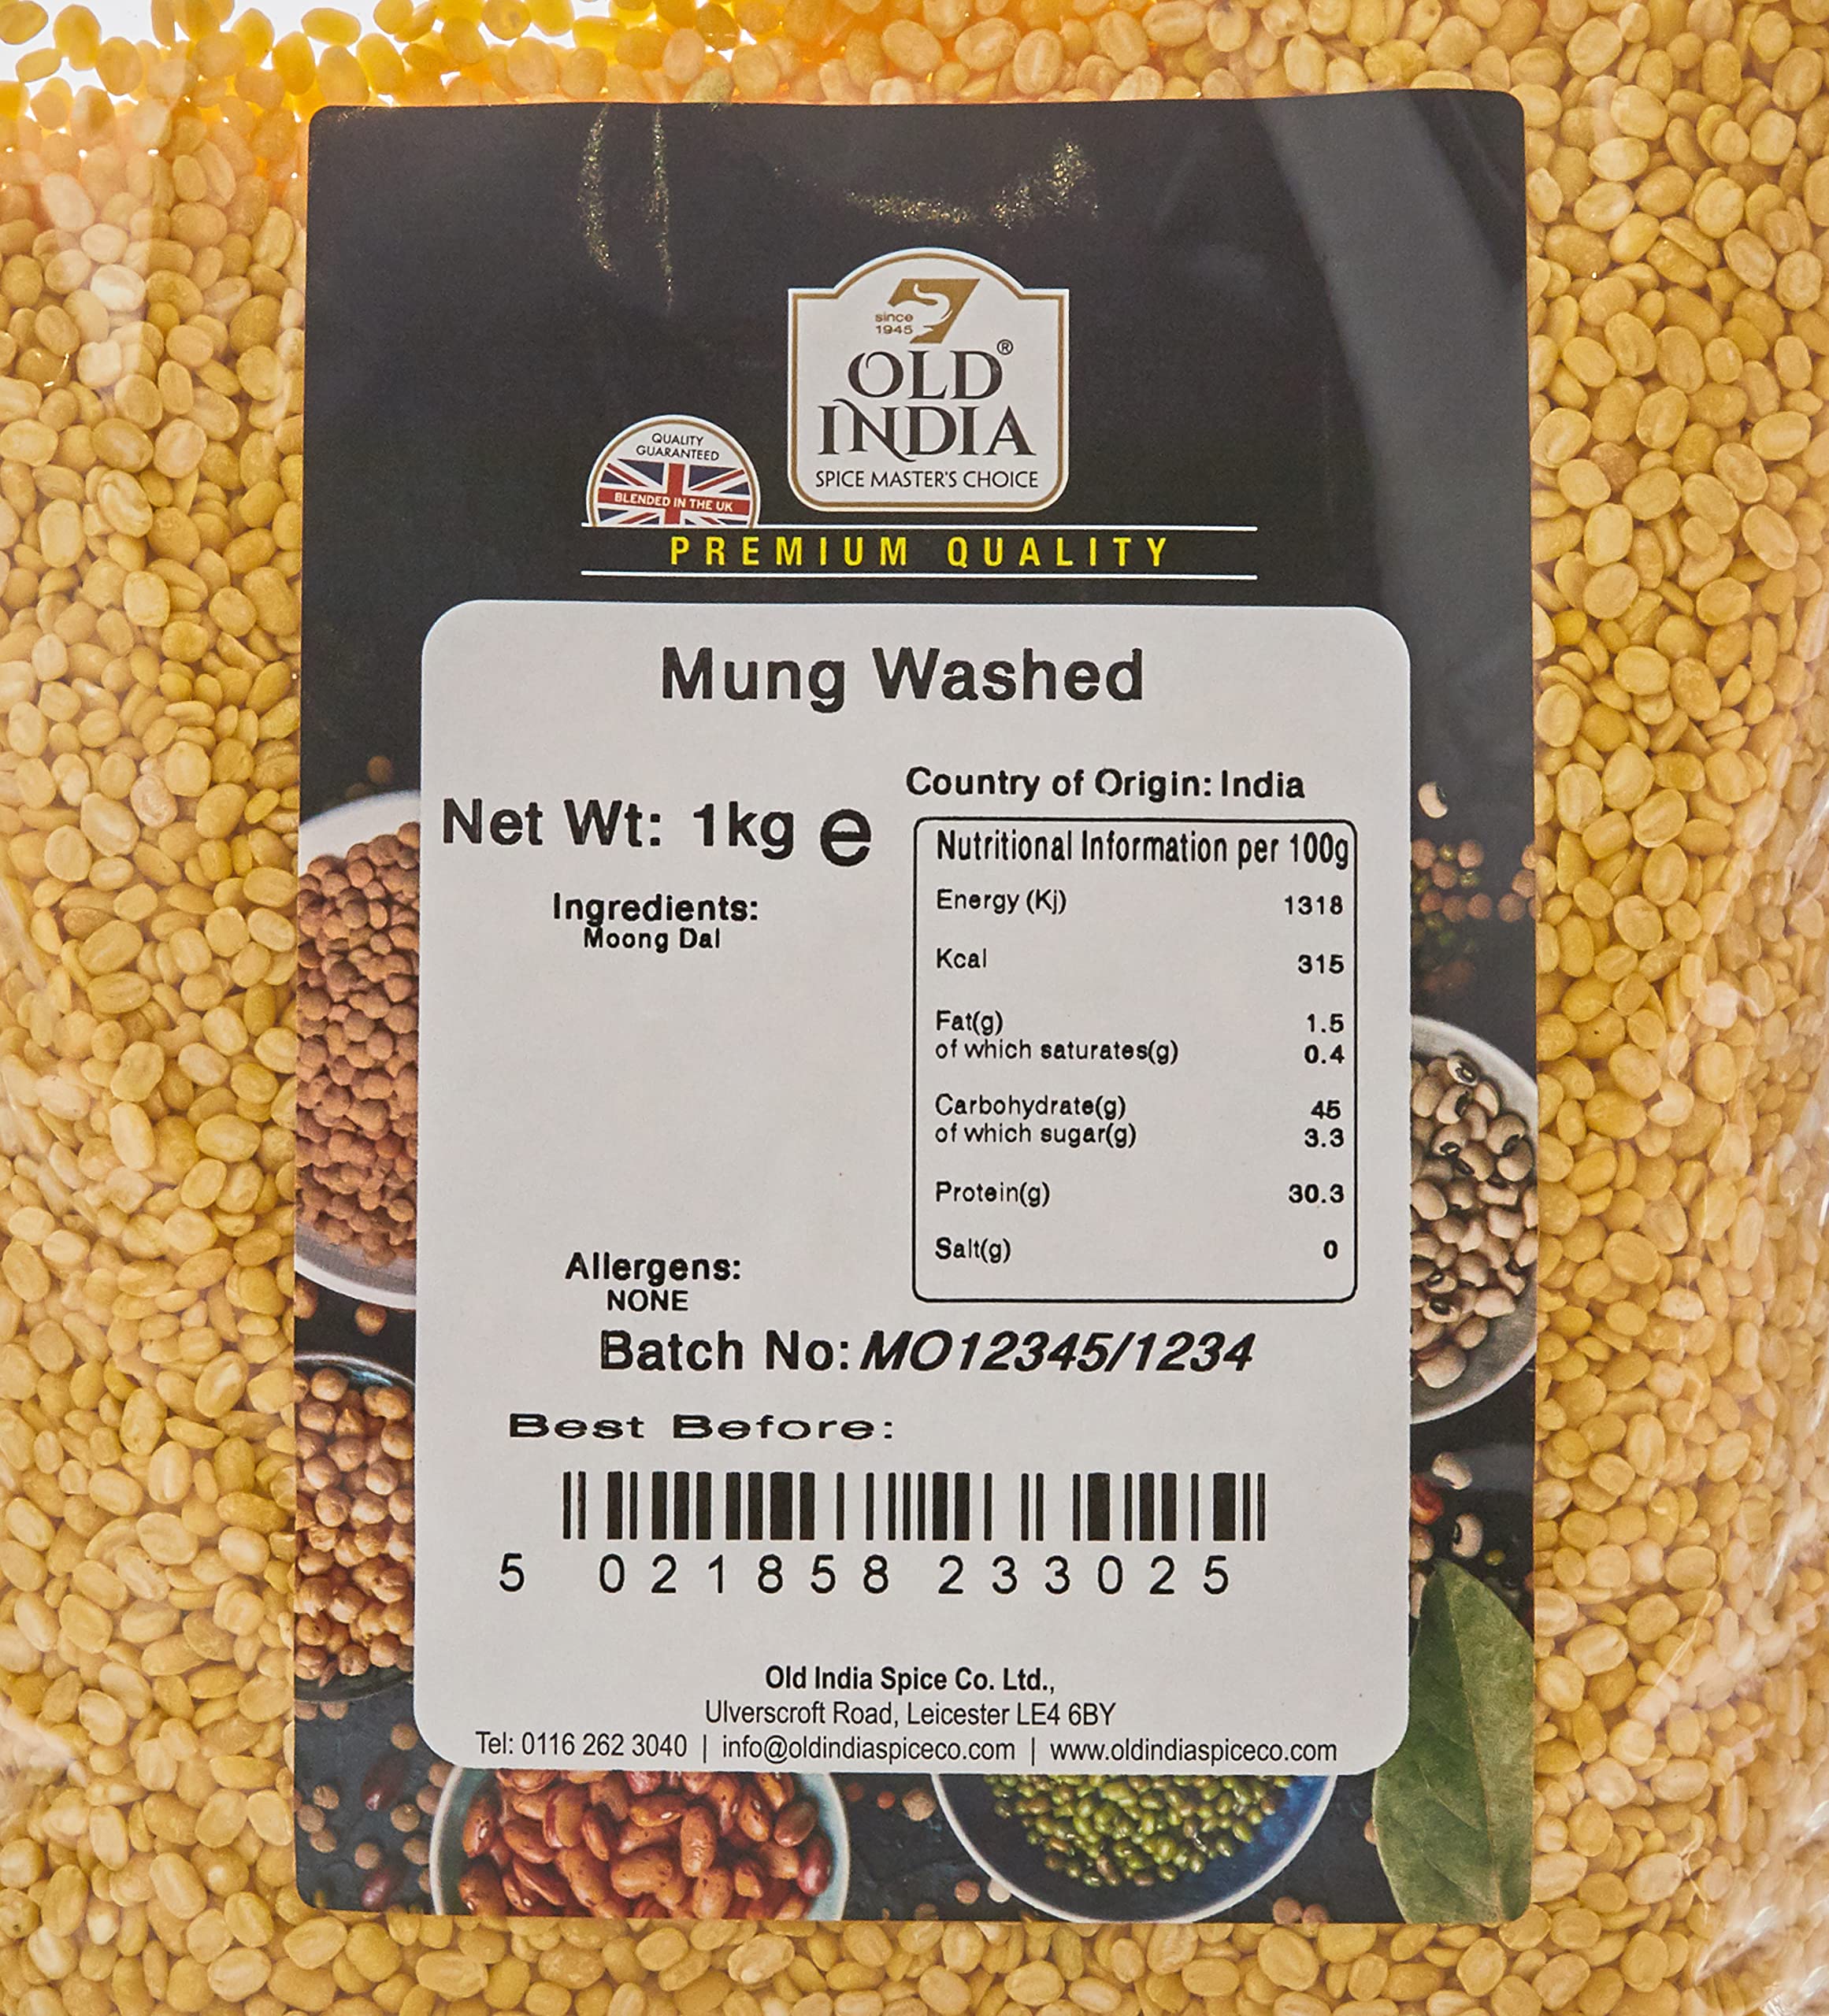 since
1945
OLD®
INDIA
SPICE MASTER'S CHOICE
QUALITY
GUARANTEED
BLENDED IN THE UK
PREMIUM QUALITY
Mung Washed
Net Wt: 1kg e
Ingredients:
Moong Dal
Country of Origin: India
Nutritional Information per 100g
Energy (Kj) 1318
Kcal 315
Fat(g) 1.5
of which saturates(g) 0.4
Carbohydrate(g) 45
of which sugar(g) 3.3
Protein(g) 30.3
Salt(g) 0
Allergens:
NONE
Batch No: MO12345/1234
Best Before:
5 021858 233025
Old India Spice Co. Ltd.,
Ulverscroft Road, Leicester LE4 6BY
Tel: 0116 262 3040 | info@oldindiaspiceco.com | www.oldindiaspiceco.com